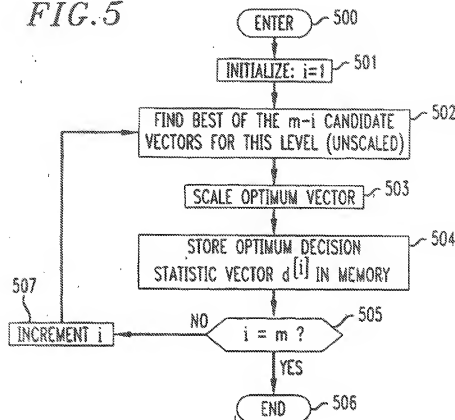 FIG.5
ENTER
500
INITIALIZE: i=1
501
FIND BEST OF THE m-i CANDIDATE
VECTORS FOR THIS LEVEL (UNSCALED)
502
SCALE OPTIMUM VECTOR
503
STORE OPTIMUM DECISION
STATISTIC VECTOR d[i] IN MEMORY
504
i = m ?
505
NO
507
INCREMENT i
YES
END
506